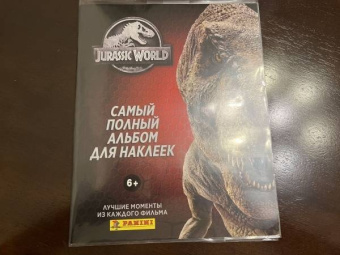 JURASSIC WORLD
САМЫЙ
ПОЛНЫЙ
АЛЬБОМ
ДЛЯ НАКЛЕЕК
6+
ЛУЧШИЕ МОМЕНТЫ
ИЗ КАЖДОГО ФИЛЬМА
PANINI